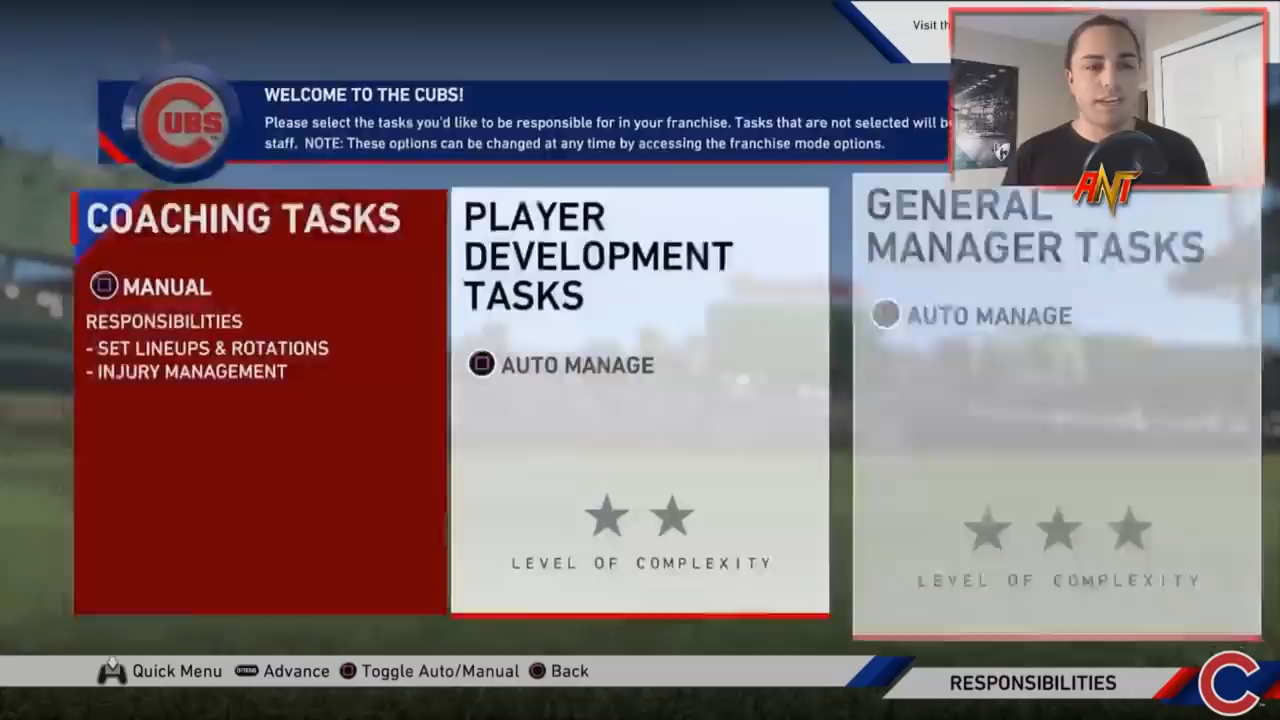 Visit
CUBS
WELCOME TO THE CUBS!
Please select the tasks you'd like to be responsible for in your franchise. Tasks that are not selected will
staff. NOTE: These options can be changed at any time by accessing the franchise mode options.
ANT
COACHING TASKS
MANUAL
RESPONSIBILITIES
- SET LINEUPS & ROTATIONS
- INJURY MANAGEMENT
PLAYER
DEVELOPMENT
TASKS
AUTO MANAGE
LEVEL OF COMPLEXITY
GENERAL
MANAGER TASKS
AUTO MANAGE
LEVEL OF COMPLEXITY
Quick Menu
OPTIONS
Advance
Toggle Auto/Manual
Back
RESPONSIBILITIES
C